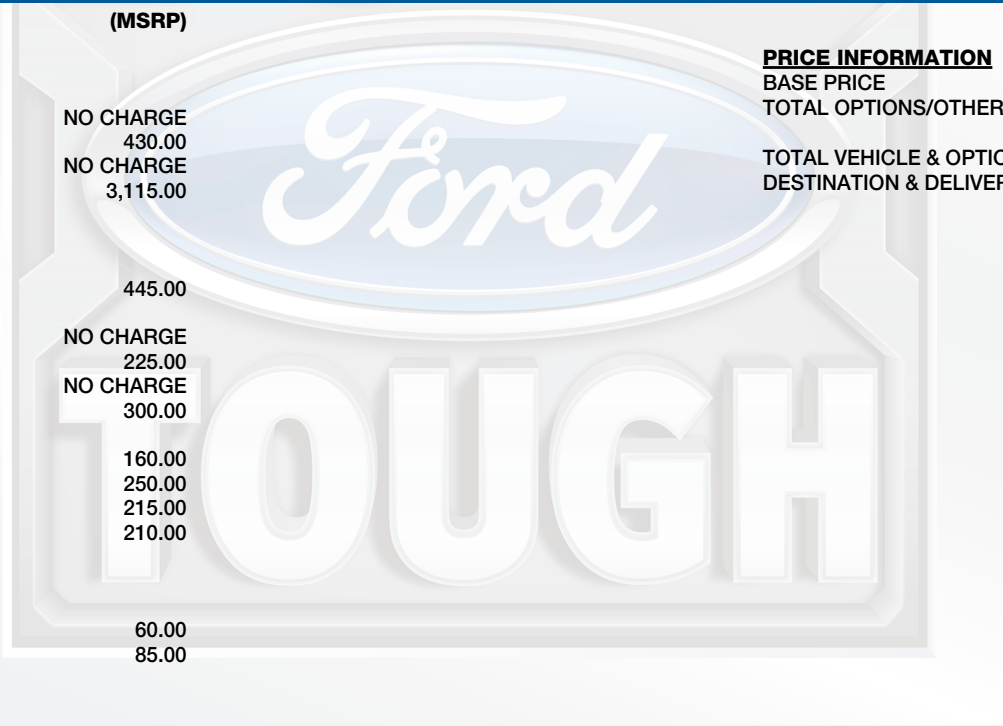 (MSRP)
NO CHARGE
430.00
NO CHARGE
3,115.00
445.00
NO CHARGE
225.00
NO CHARGE
300.00
160.00
250.00
215.00
210.00
60.00
85.00
PRICE INFORMATION
BASE PRICE
TOTAL OPTIONS/OTHER
TOTAL VEHICLE & OPTIO
DESTINATION & DELIVER
Ford
TOUGH